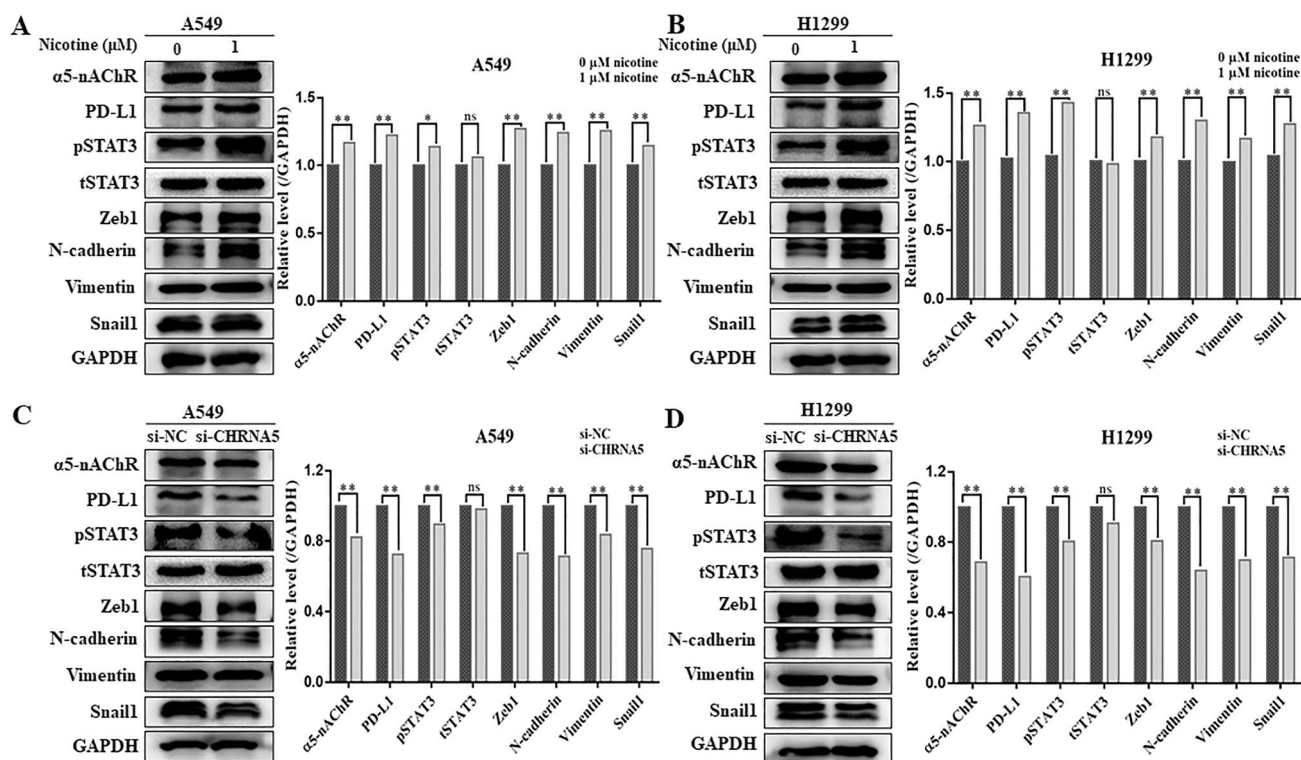 A
A549
Nicotine (µM) 0 1
α5-nAChR
PD-L1
pSTAT3
tSTAT3
Zeb1
N-cadherin
Vimentin
Snail1
GAPDH
A549
0 µM nicotine
1 µM nicotine
Relative level (/GAPDH)
1.5
1.0
0.5
1.0
** ** * ns ** ** ** **
α5-nAChR PD-L1 pSTAT3 tSTAT3 Zeb1 N-cadherin Vimentin Snail1
B
H1299
Nicotine (µM) 0 1
α5-nAChR
PD-L1
pSTAT3
tSTAT3
Zeb1
N-cadherin
Vimentin
Snail1
GAPDH
H1299
0 µM nicotine
1 µM nicotine
Relative level (/GAPDH)
1.5
1.0
0.5
1.0
** ** ** ns ** ** ** **
α5-nAChR PD-L1 pSTAT3 tSTAT3 Zeb1 N-cadherin Vimentin Snail1
C
A549
si-NC si-CHRNA5
α5-nAChR
PD-L1
pSTAT3
tSTAT3
Zeb1
N-cadherin
Vimentin
Snail1
GAPDH
A549
si-NC
si-CHRNA5
Relative level (/GAPDH)
1.2
0.8
0.4
0.0
** ** ** ns ** ** ** **
α5-nAChR PD-L1 pSTAT3 tSTAT3 Zeb1 N-cadherin Vimentin Snail1
D
H1299
si-NC si-CHRNA5
α5-nAChR
PD-L1
pSTAT3
tSTAT3
Zeb1
N-cadherin
Vimentin
Snail1
GAPDH
H1299
si-NC
si-CHRNA5
Relative level (/GAPDH)
1.2
0.8
0.4
0.0
** ** ** ns ** ** ** **
α5-nAChR PD-L1 pSTAT3 tSTAT3 Zeb1 N-cadherin Vimentin Snail1